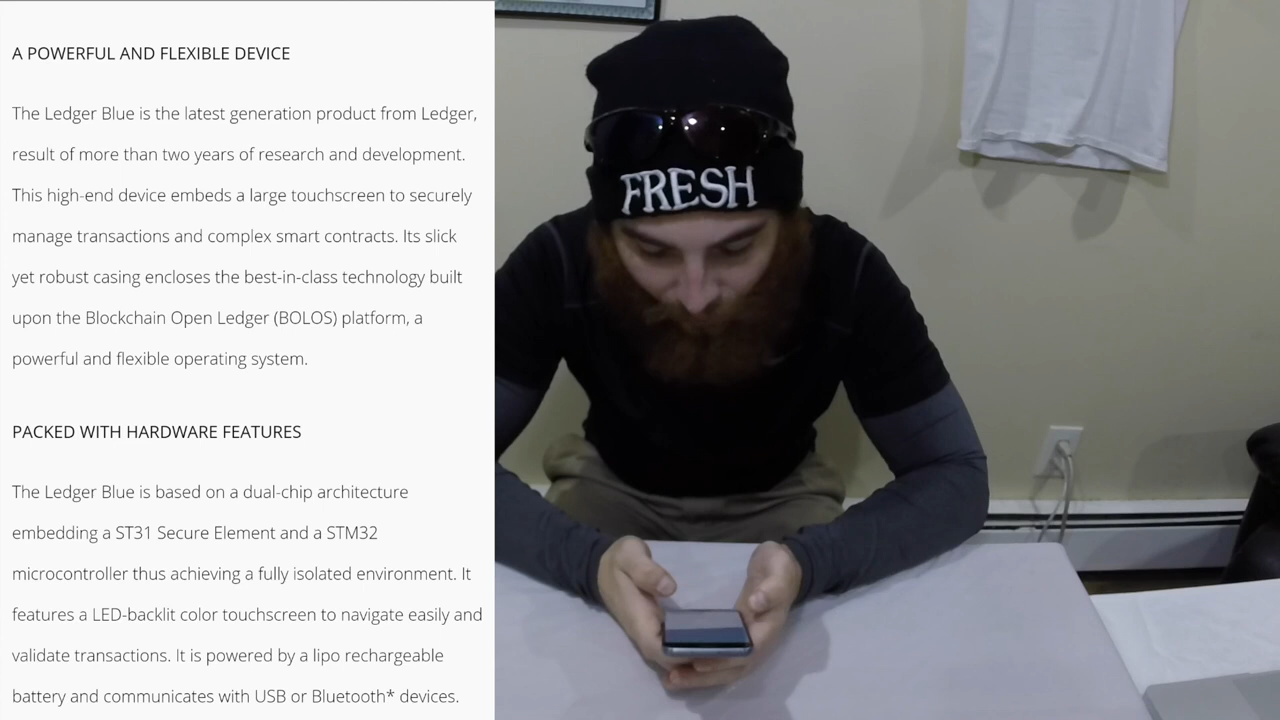 A POWERFUL AND FLEXIBLE DEVICE
The Ledger Blue is the latest generation product from Ledger,
result of more than two years of research and development.
This high-end device embeds a large touchscreen to securely
manage transactions and complex smart contracts. Its slick
yet robust casing encloses the best-in-class technology built
upon the Blockchain Open Ledger (BOLOS) platform, a
powerful and flexible operating system.
PACKED WITH HARDWARE FEATURES
The Ledger Blue is based on a dual-chip architecture
embedding a ST31 Secure Element and a STM32
microcontroller thus achieving a fully isolated environment. It
features a LED-backlit color touchscreen to navigate easily and
validate transactions. It is powered by a lipo rechargeable
battery and communicates with USB or Bluetooth* devices.
FRESH